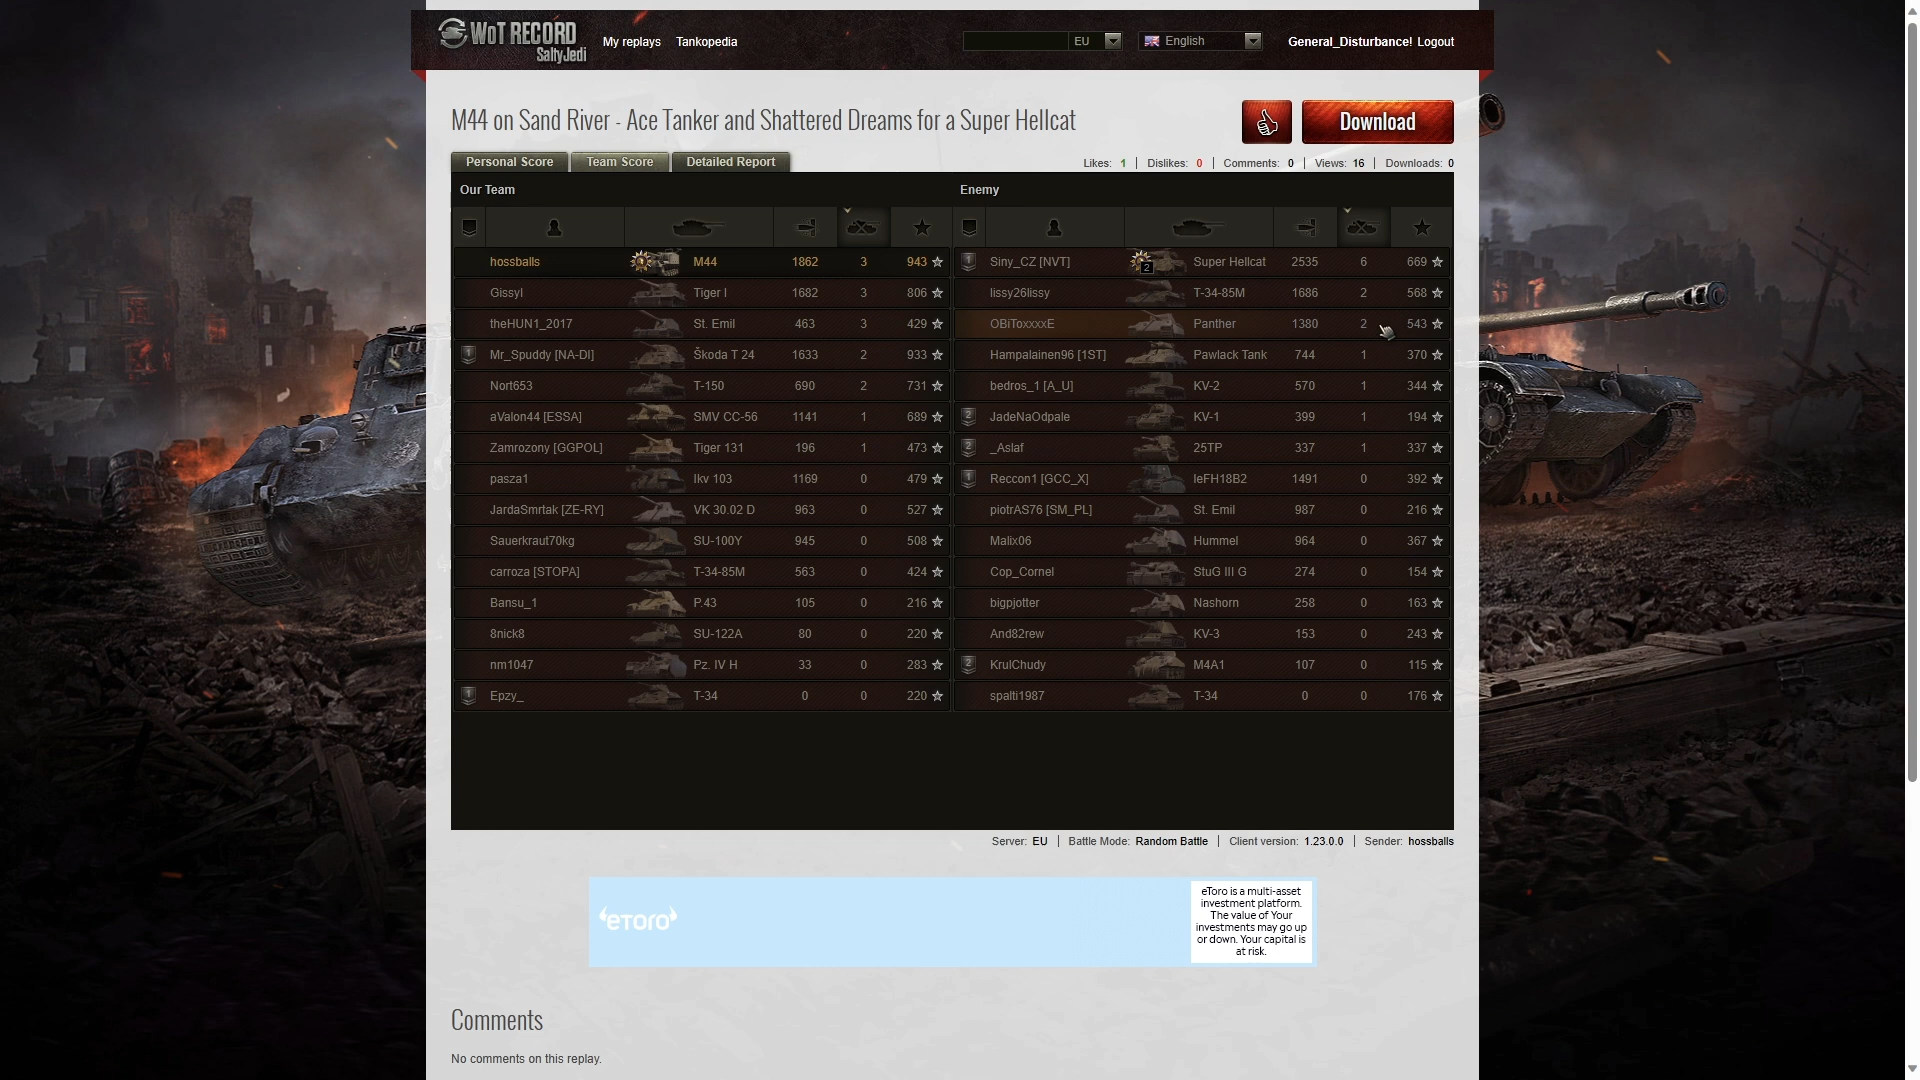 WoT RECORD
SaltyJedi
My replays Tankopedia EU English General_Disturbance! Logout
M44 on Sand River - Ace Tanker and Shattered Dreams for a Super Hellcat
Download
Personal Score Team Score Detailed Report
Likes: 1 | Dislikes: 0 | Comments: 0 | Views: 16 | Downloads: 0
Our Team Enemy
hossballs M44 1862 3 943
1 Siny_CZ [NVT] 2 Super Hellcat 2535 6 669
Gissyl Tiger I 1682 3 806
lissy26lissy T-34-85M 1686 2 568
theHUN1_2017 St. Emil 463 3 429
OBiToxxxxE Panther 1380 2 543
1 Mr_Spuddy [NA-DI] Škoda T 24 1633 2 933
Hampalainen96 [1ST] Pawlack Tank 744 1 370
Nort653 T-150 690 2 731
bedros_1 [A_U] KV-2 570 1 344
aValon44 [ESSA] SMV CC-56 1141 1 689
2 JadeNaOdpale KV-1 399 1 194
Zamrozony [GGPOL] Tiger 131 196 1 473
2 _Aslaf 25TP 337 1 337
pasza1 Ikv 103 1169 0 479
1 Reccon1 [GCC_X] leFH18B2 1491 0 392
JardaSmrtak [ZE-RY] VK 30.02 D 963 0 527
piotrAS76 [SM_PL] St. Emil 987 0 216
Sauerkraut70kg SU-100Y 945 0 508
Malix06 Hummel 964 0 367
carroza [STOPA] T-34-85M 563 0 424
Cop_Cornel StuG III G 274 0 154
Bansu_1 P.43 105 0 216
bigpjotter Nashorn 258 0 163
8nick8 SU-122A 80 0 220
And82rew KV-3 153 0 243
nm1047 Pz. IV H 33 0 283
2 KrulChudy M4A1 107 0 115
1 Epzy_ T-34 0 0 220
spalti1987 T-34 0 0 176
Server: EU | Battle Mode: Random Battle | Client version: 1.23.0.0 | Sender: hossballs
eTORO
eToro is a multi-asset
investment platform.
The value of Your
investments may go up
or down. Your capital is
at risk.
Comments
No comments on this replay.